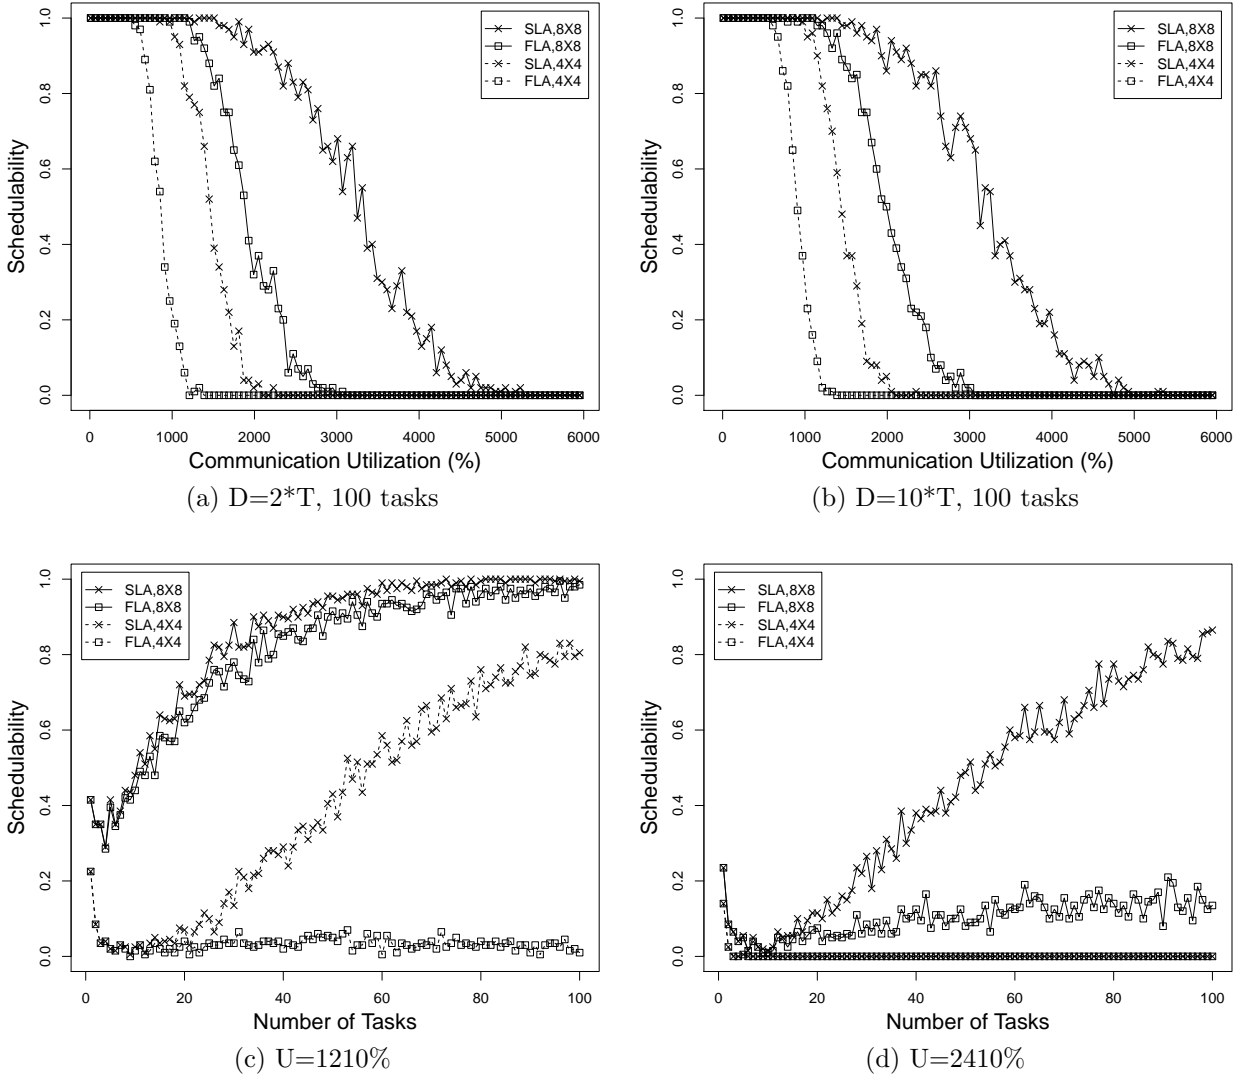 SLA,8X8
FLA,8X8
SLA,4X4
FLA,4X4
Schedulability
1.0
0.8
0.6
0.4
0.2
0.0
0 1000 2000 3000 4000 5000 6000
Communication Utilization (%)
(a) D=2*T, 100 tasks
SLA,8X8
FLA,8X8
SLA,4X4
FLA,4X4
Schedulability
1.0
0.8
0.6
0.4
0.2
0.0
0 1000 2000 3000 4000 5000 6000
Communication Utilization (%)
(b) D=10*T, 100 tasks
SLA,8X8
FLA,8X8
SLA,4X4
FLA,4X4
Schedulability
1.0
0.8
0.6
0.4
0.2
0.0
0 20 40 60 80 100
Number of Tasks
(c) U=1210%
SLA,8X8
FLA,8X8
SLA,4X4
FLA,4X4
Schedulability
1.0
0.8
0.6
0.4
0.2
0.0
0 20 40 60 80 100
Number of Tasks
(d) U=2410%